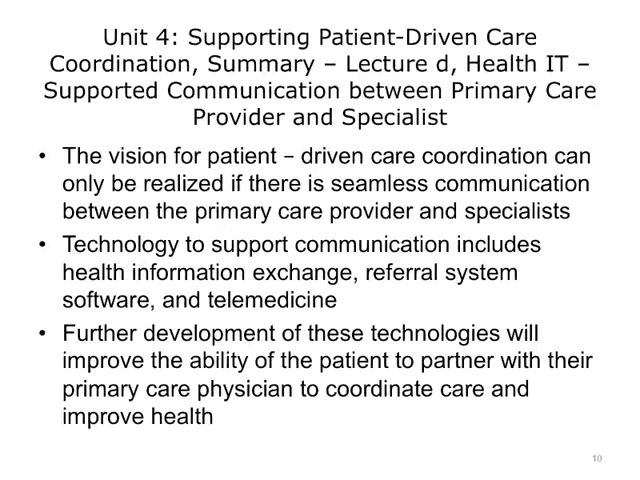 Unit 4: Supporting Patient-Driven Care
Coordination, Summary – Lecture d, Health IT –
Supported Communication between Primary Care
Provider and Specialist
• The vision for patient – driven care coordination can
only be realized if there is seamless communication
between the primary care provider and specialists
• Technology to support communication includes
health information exchange, referral system
software, and telemedicine
• Further development of these technologies will
improve the ability of the patient to partner with their
primary care physician to coordinate care and
improve health
10